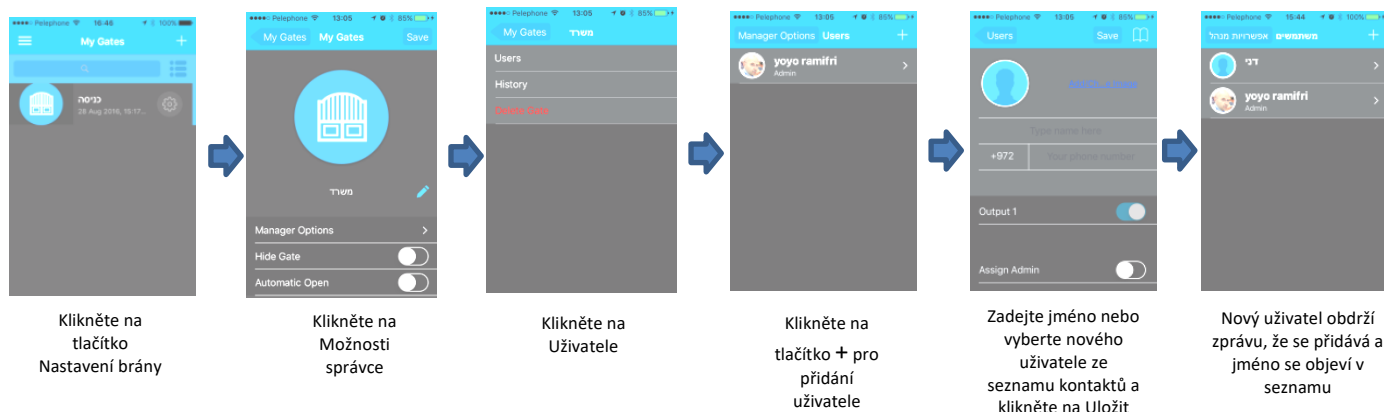 Pelephone 16:46 100%
My Gates +
כניסה
28 Aug 2016, 15:17...
Klikněte na
tlačítko
Nastavení brány
Pelephone 13:05 85%
My Gates My Gates Save
משרד
Manager Options
Hide Gate
Automatic Open
Klikněte na
Možnosti
správce
Pelephone 13:05 85%
My Gates משרד
Users
History
Klikněte na
Uživatele
Pelephone 13:05 85%
Manager Options Users +
yoyo ramifri
Admin
Klikněte na
tlačítko + pro
přidání
uživatele
Pelephone 13:06 85%
Users Save
Type name here
+972 Your phone number
Output 1
Assign Admin
Zadejte jméno nebo
vyberte nového
uživatele ze
seznamu kontaktů a
klikněte na Uložit
Pelephone 15:44 100%
אפשרויות מנהל משתמשים +
דני
yoyo ramifri
Admin
Nový uživatel obdrží
zprávu, že se přidává a
jméno se objeví v
seznamu